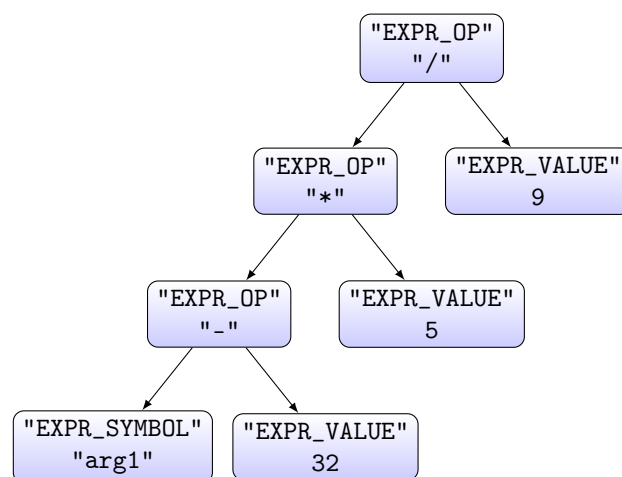 "EXPR_OP"
"/"
"EXPR_OP"
"*"
"EXPR_VALUE"
9
"EXPR_OP"
"-"
"EXPR_VALUE"
5
"EXPR_SYMBOL"
"arg1"
"EXPR_VALUE"
32